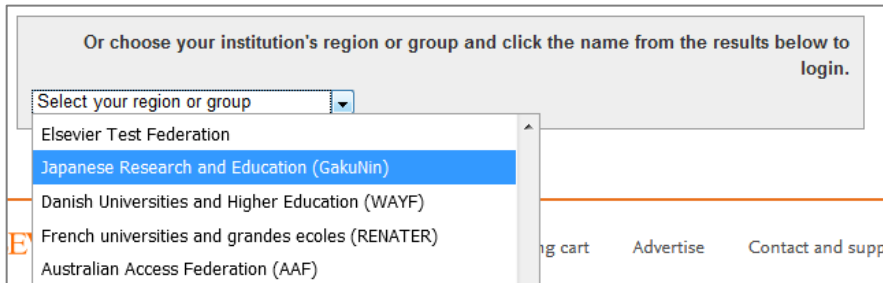 Or choose your institution's region or group and click the name from the results below to
login.
Select your region or group
Elsevier Test Federation
Japanese Research and Education (GakuNin)
Danish Universities and Higher Education (WAYF)
French universities and grandes ecoles (RENATER)
Australian Access Federation (AAF)
cart Advertise Contact and